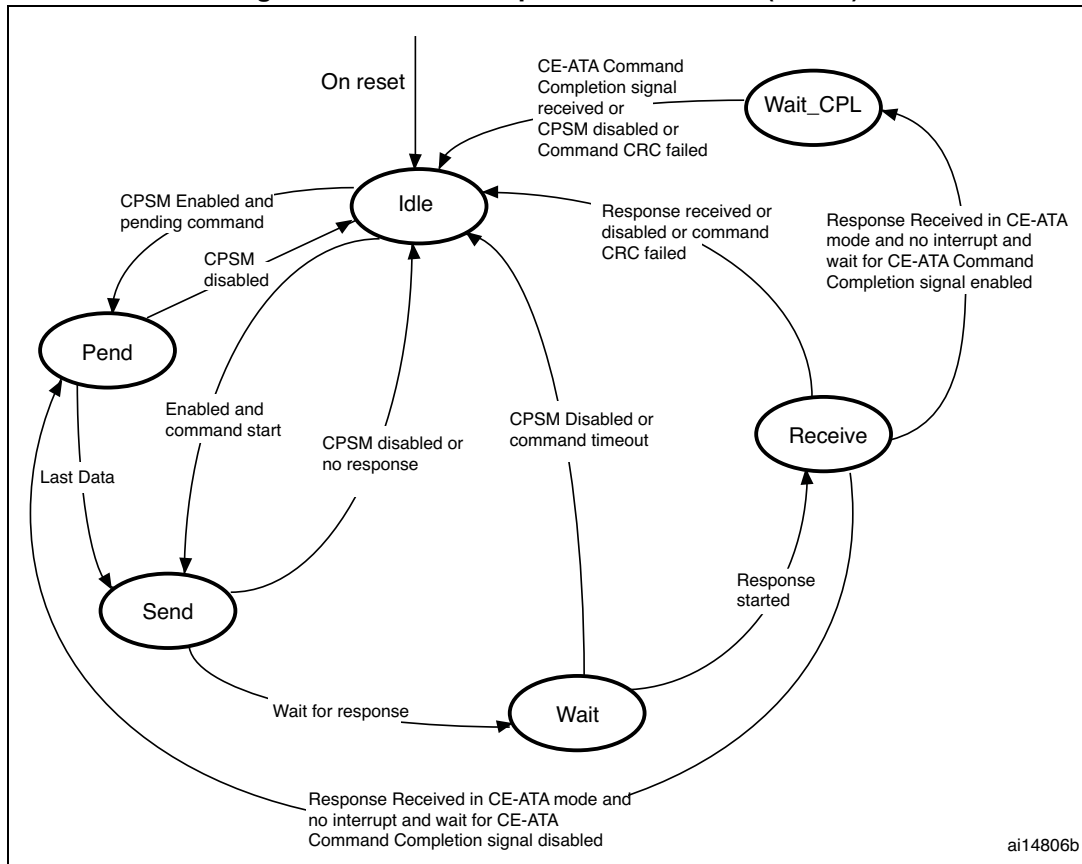 On reset
CE-ATA Command
Completion signal
received or
CPSM disabled or
Command CRC failed
Wait_CPL
CPSM Enabled and
pending command
Idle
Response received or
disabled or command
CRC failed
Response Received in CE-ATA
mode and no interrupt and
wait for CE-ATA Command
Completion signal enabled
CPSM
disabled
Pend
Enabled and
command start
CPSM disabled or
no response
CPSM Disabled or
command timeout
Receive
Last Data
Send
Response
started
Wait for response
Wait
Response Received in CE-ATA mode and
no interrupt and wait for CE-ATA
Command Completion signal disabled
ai14806b